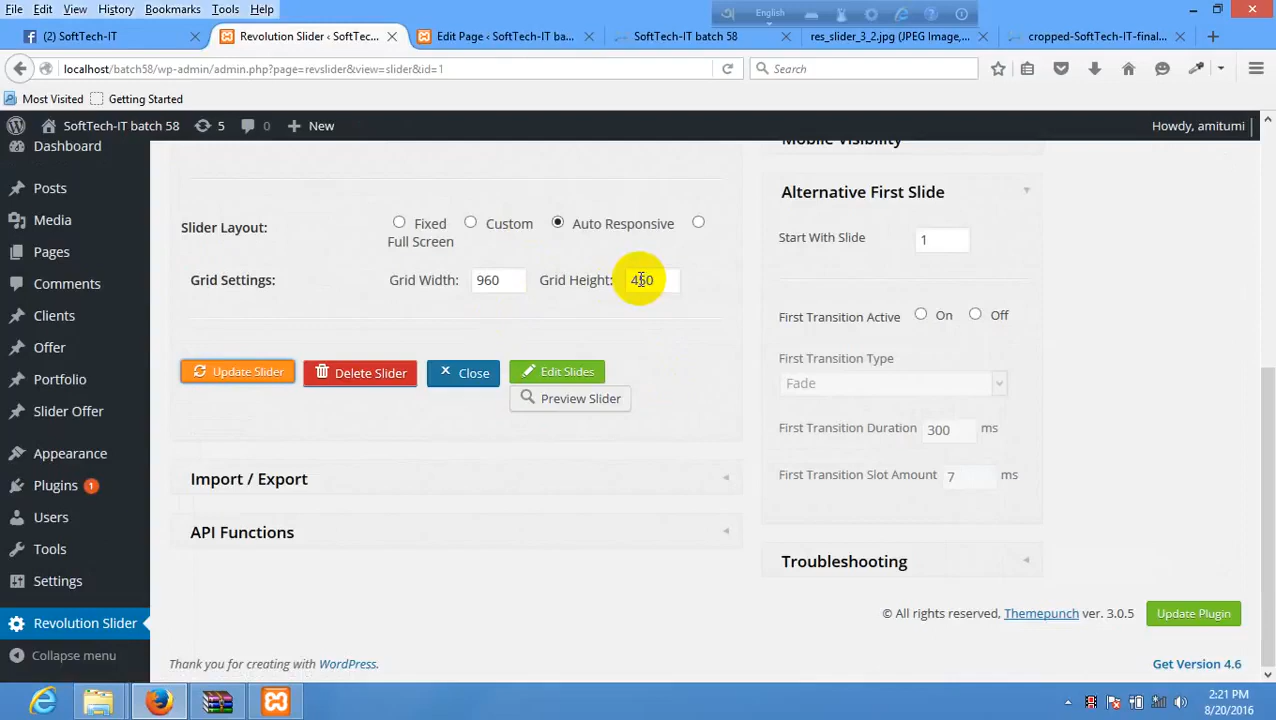 File Edit View History Bookmarks Tools Help
English
(2) SoftTech-IT
Revolution Slider ‹ SoftTec...
Edit Page ‹ SoftTech-IT ba...
SoftTech-IT batch 58
res_slider_3_2.jpg (JPEG Image,...
cropped-SoftTech-IT-final...
localhost/batch58/wp-admin/admin.php?page=revslider&view=slider&id=1
Search
Most Visited Getting Started
SoftTech-IT batch 58 5 0 New Howdy, amitumi
Dashboard
Posts
Media
Pages
Comments
Clients
Offer
Portfolio
Slider Offer
Appearance
Plugins 1
Users
Tools
Settings
Revolution Slider
Collapse menu
Slider Layout: Fixed Custom Auto Responsive
Full Screen
Grid Settings: Grid Width: 960 Grid Height:
Update Slider Delete Slider Close Edit Slides
Preview Slider
Import / Export
API Functions
Mobile Visibility
Alternative First Slide
Start With Slide 1
First Transition Active On Off
First Transition Type
Fade
First Transition Duration 300 ms
First Transition Slot Amount 7 ms
Troubleshooting
© All rights reserved, Themepunch ver. 3.0.5 Update Plugin
Thank you for creating with WordPress. Get Version 4.6
2:21 PM
8/20/2016